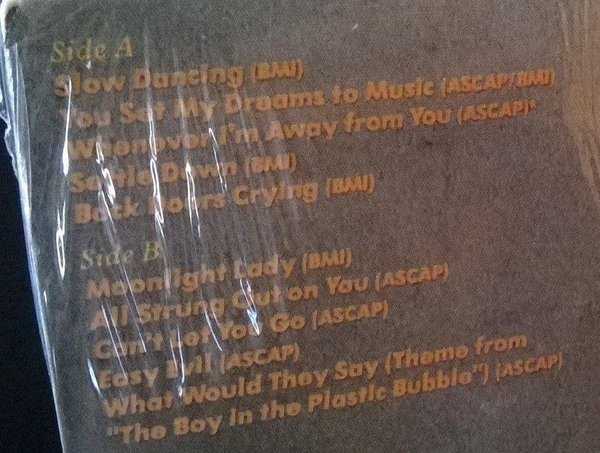 Side A
Slow Dancing (BMI)
You Set My Dreams to Music (ASCAP/BMI)
Whenever I'm Away from You (ASCAP)*
Settle Down (BMI)
Back Doors Crying (BMI)
Side B
Moonlight Lady (BMI)
All Strung Out on You (ASCAP)
Can't Let You Go (ASCAP)
Easy Evil (ASCAP)
What Would They Say (Theme from
"The Boy in the Plastic Bubble") (ASCAP)